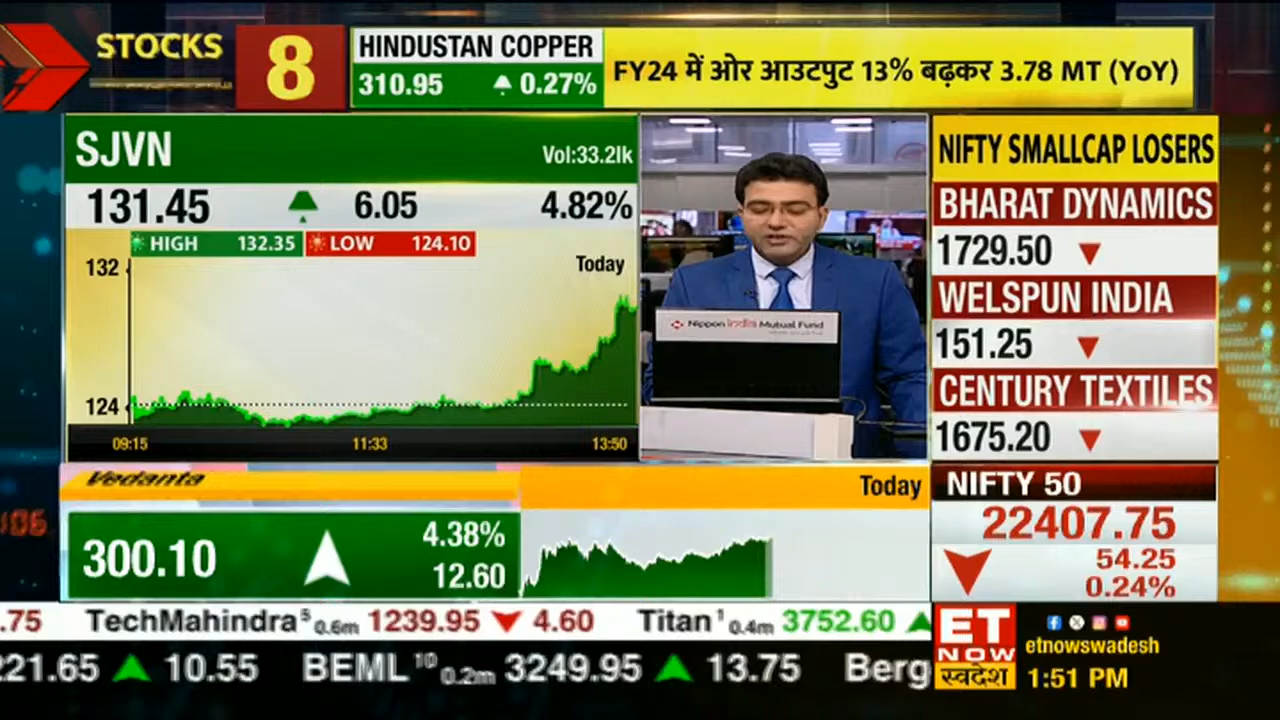 STOCKS
8
HINDUSTAN COPPER
310.95 0.27%
FY24 में ओर आउटपुट 13% बढ़कर 3.78 MT (YoY)
SJVN
Vol:33.2lk
131.45 6.05 4.82%
HIGH 132.35 LOW 124.10
132
Today
124
09:15 11:33 13:50
Nippon india Mutual Fund
NIFTY SMALLCAP LOSERS
BHARAT DYNAMICS
1729.50
WELSPUN INDIA
151.25
CENTURY TEXTILES
1675.20
Vedanta
Today
300.10
4.38%
12.60
NIFTY 50
22407.75
54.25
0.24%
.75 TechMahindra 5 0.6m 1239.95 4.60 Titan 1 0.4m 3752.60
221.65 10.55 BEML 10 0.2m 3249.95 13.75 Berg
ET
NOW
स्वदेश
etnowswadesh
1:51 PM